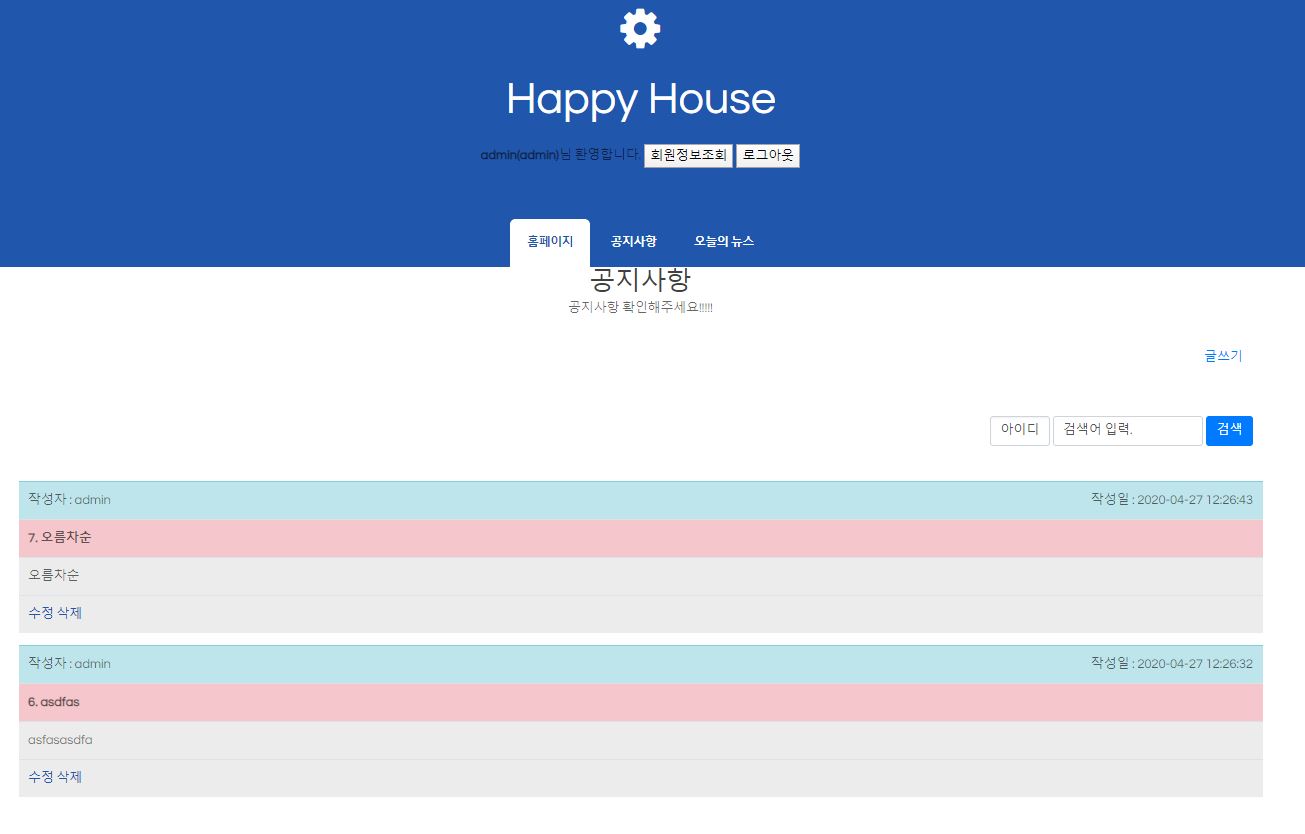 Happy House
admin(admin)님 환영합니다. 회원정보조회 로그아웃
홈페이지 공지사항 오늘의 뉴스
공지사항
공지사항 확인해주세요!!!!!
글쓰기
아이디 검색어 입력. 검색
작성자 : admin 작성일 : 2020-04-27 12:26:43
7. 오름차순
오름차순
수정 삭제
작성자 : admin 작성일 : 2020-04-27 12:26:32
6. asdfas
asfasasdfa
수정 삭제